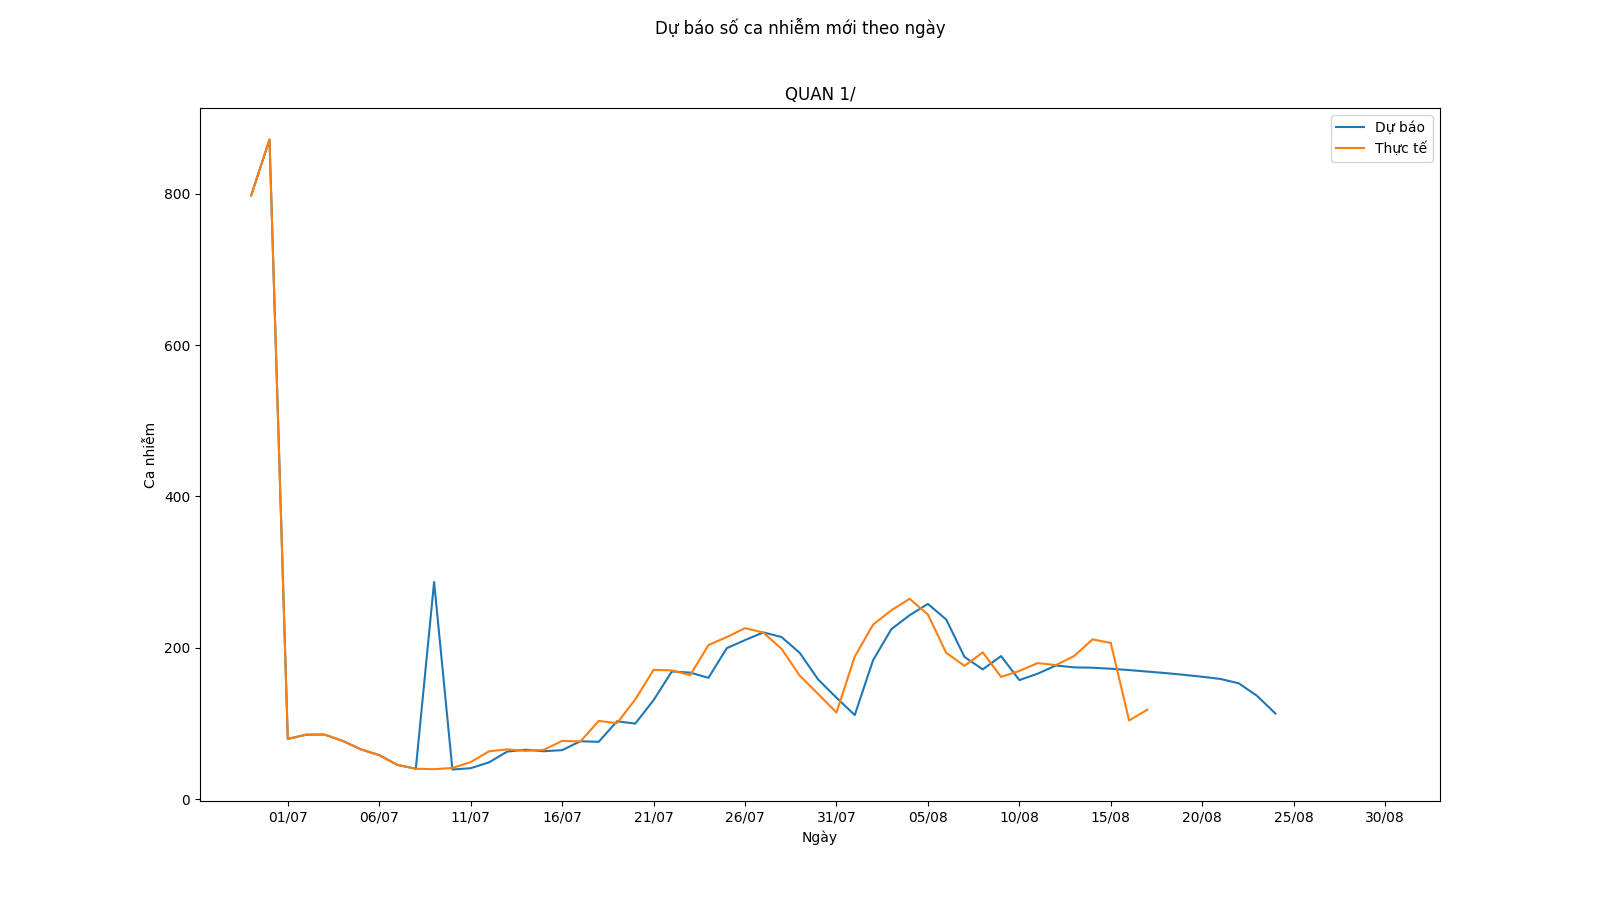 Dự báo số ca nhiễm mới theo ngày
QUAN 1/
Dự báo
Thực tế
800
600
400
200
0
Ca nhiễm
01/07 06/07 11/07 16/07 21/07 26/07 31/07 05/08 10/08 15/08 20/08 25/08 30/08
Ngày